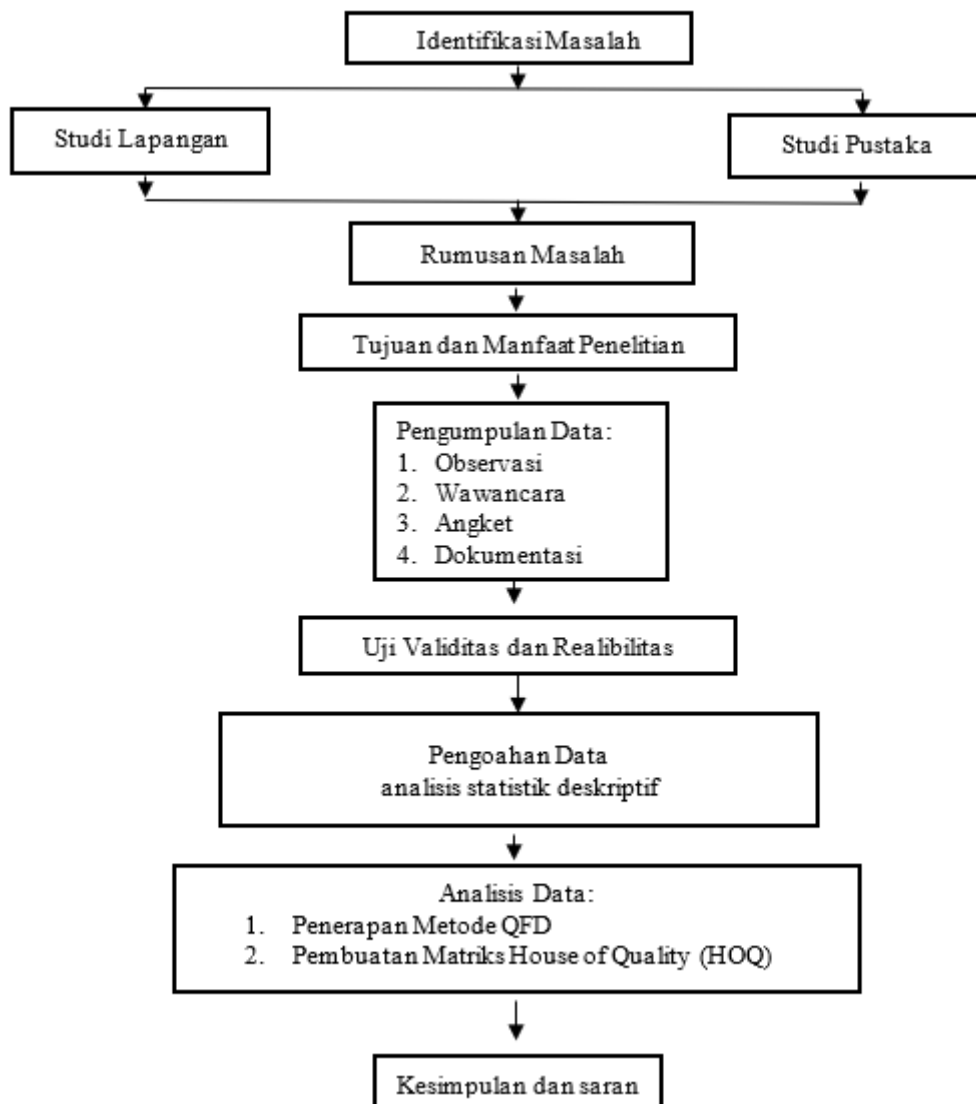 Identifikasi Masalah
Studi Lapangan
Studi Pustaka
Rumusan Masalah
Tujuan dan Manfaat Penelitian
Pengumpulan Data:
1. Observasi
2. Wawancara
3. Angket
4. Dokumentasi
Uji Validitas dan Realibilitas
Pengoahan Data
analisis statistik deskriptif
Analisis Data:
1. Penerapan Metode QFD
2. Pembuatan Matriks House of Quality (HOQ)
Kesimpulan dan saran